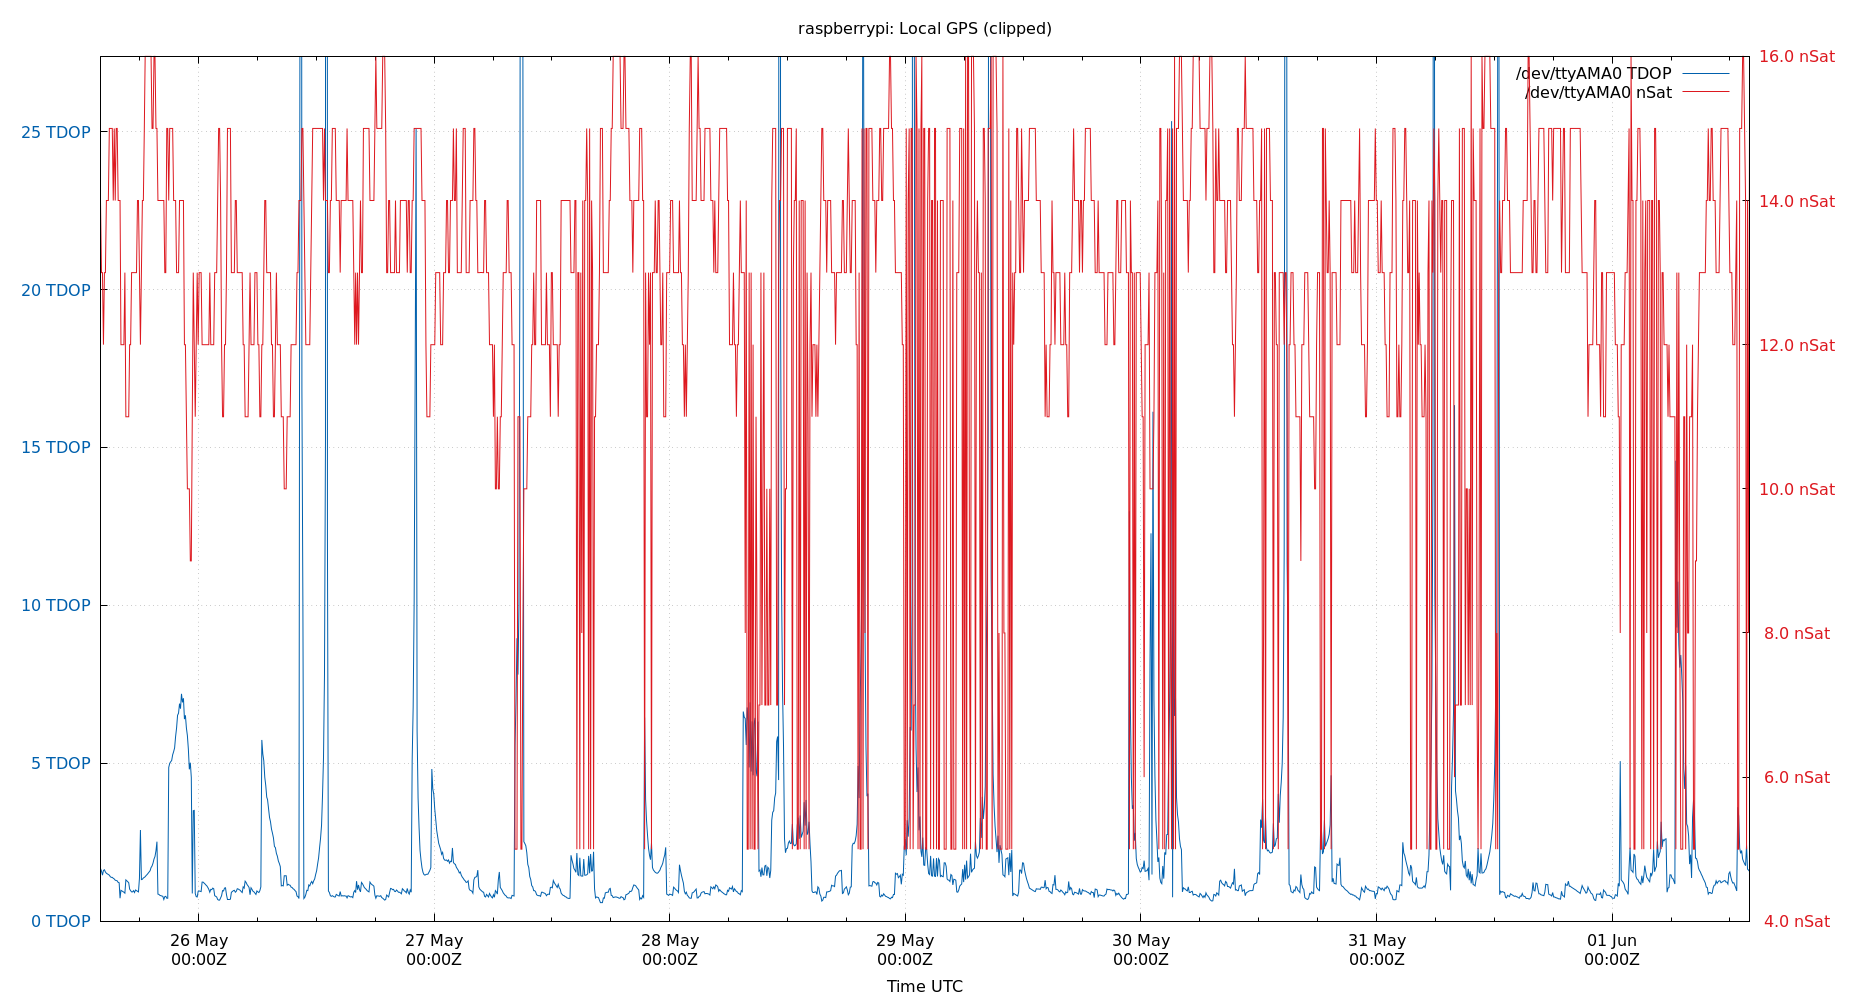 raspberrypi: Local GPS (clipped)
/dev/ttyAMA0 TDOP
/dev/ttyAMA0 nSat
25 TDOP
20 TDOP
15 TDOP
10 TDOP
5 TDOP
0 TDOP
16.0 nSat
14.0 nSat
12.0 nSat
10.0 nSat
8.0 nSat
6.0 nSat
4.0 nSat
26 May
00:00Z
27 May
00:00Z
28 May
00:00Z
29 May
00:00Z
30 May
00:00Z
31 May
00:00Z
01 Jun
00:00Z
Time UTC